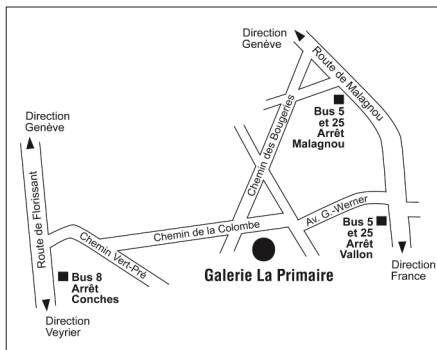 Direction
Genève
Route de Malagnou
Bus 5
et 25
Arrêt
Malagnou
Chemin des Bougeries
Direction
Genève
Route de Florissant
Chemin Vert-Pré
Chemin de la Colombe
Av. G.-Werner
Bus 5
et 25
Arrêt
Vallon
Bus 8
Arrêt
Conches
Galerie La Primaire
Direction
France
Direction
Veyrier